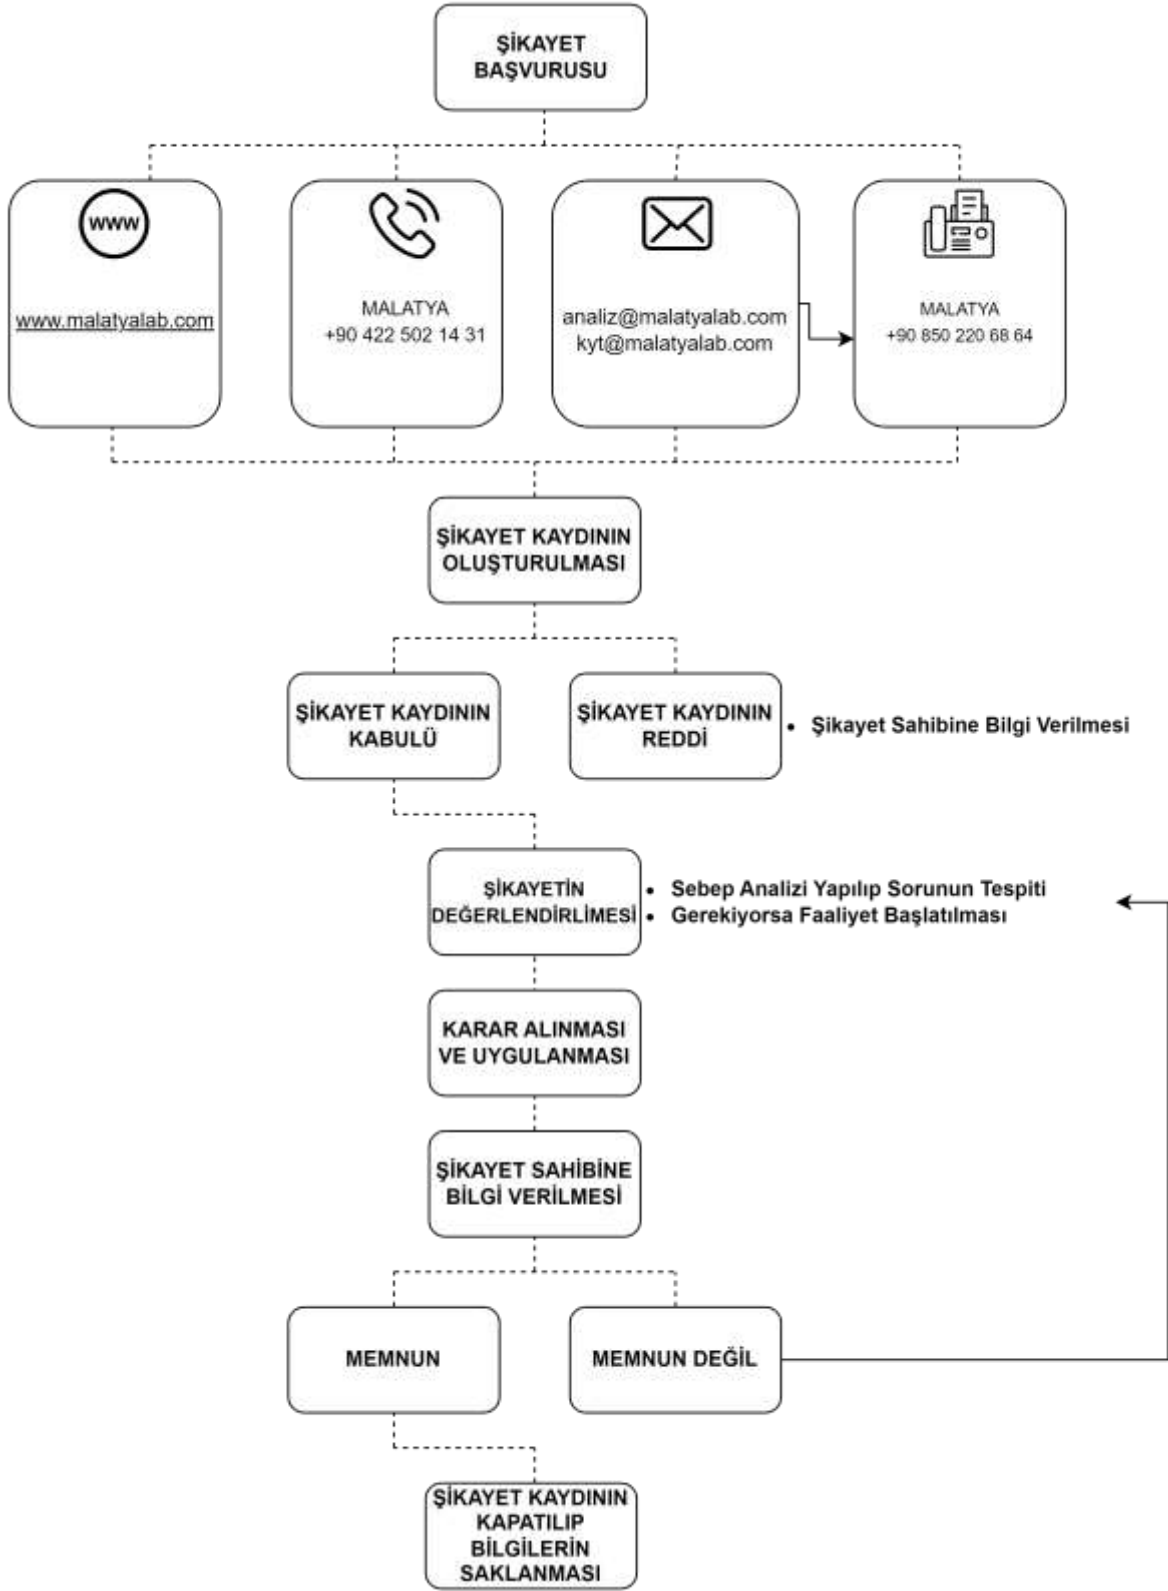 ŞİKAYET
BAŞVURUSU
www
www.malatyalab.com
MALATYA
+90 422 502 14 31
analiz@malatyalab.com
kyt@malatyalab.com
MALATYA
+90 850 220 68 64
ŞİKAYET KAYDININ
OLUŞTURULMASI
ŞİKAYET KAYDININ
KABULÜ
ŞİKAYET KAYDININ
REDDİ
• Şikayet Sahibine Bilgi Verilmesi
ŞİKAYETİN
DEĞERLENDİRLİMESİ
• Sebep Analizi Yapılıp Sorunun Tespiti
• Gerekiyorsa Faaliyet Başlatılması
KARAR ALINMASI
VE UYGULANMASI
ŞİKAYET SAHİBİNE
BİLGİ VERİLMESİ
MEMNUN
MEMNUN DEĞİL
ŞİKAYET KAYDININ
KAPATILIP
BİLGİLERİN
SAKLANMASI